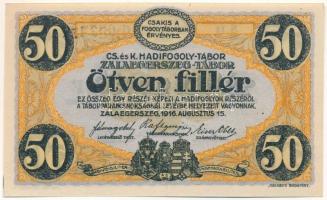 50
CSAKIS A
FOGOLYTÁBORBAN
ÉRVÉNYES.
50
CS. ÉS K. HADIFOGOLY-TÁBOR
ZALAEGERSZEG-TÁBOR
Ötven fillér
EZ ÖSSZEG EGY RÉSZÉT KÉPEZI A HADIFOGLYOK RÉSZÉRŐL
A TÁBORPARANCSNOKSÁGNÁL LETÉTBE HELYEZETT VAGYONNAK.
ZALAEGERSZEG, 1916. AUGUSZTUS 15.
50
50